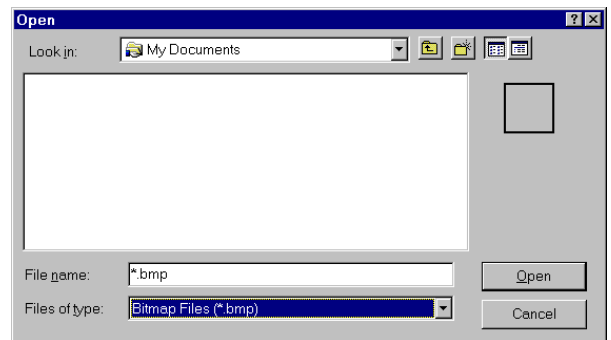 Open
Look in: My Documents
File name: *.bmp Open
Files of type: Bitmap Files (*.bmp) Cancel